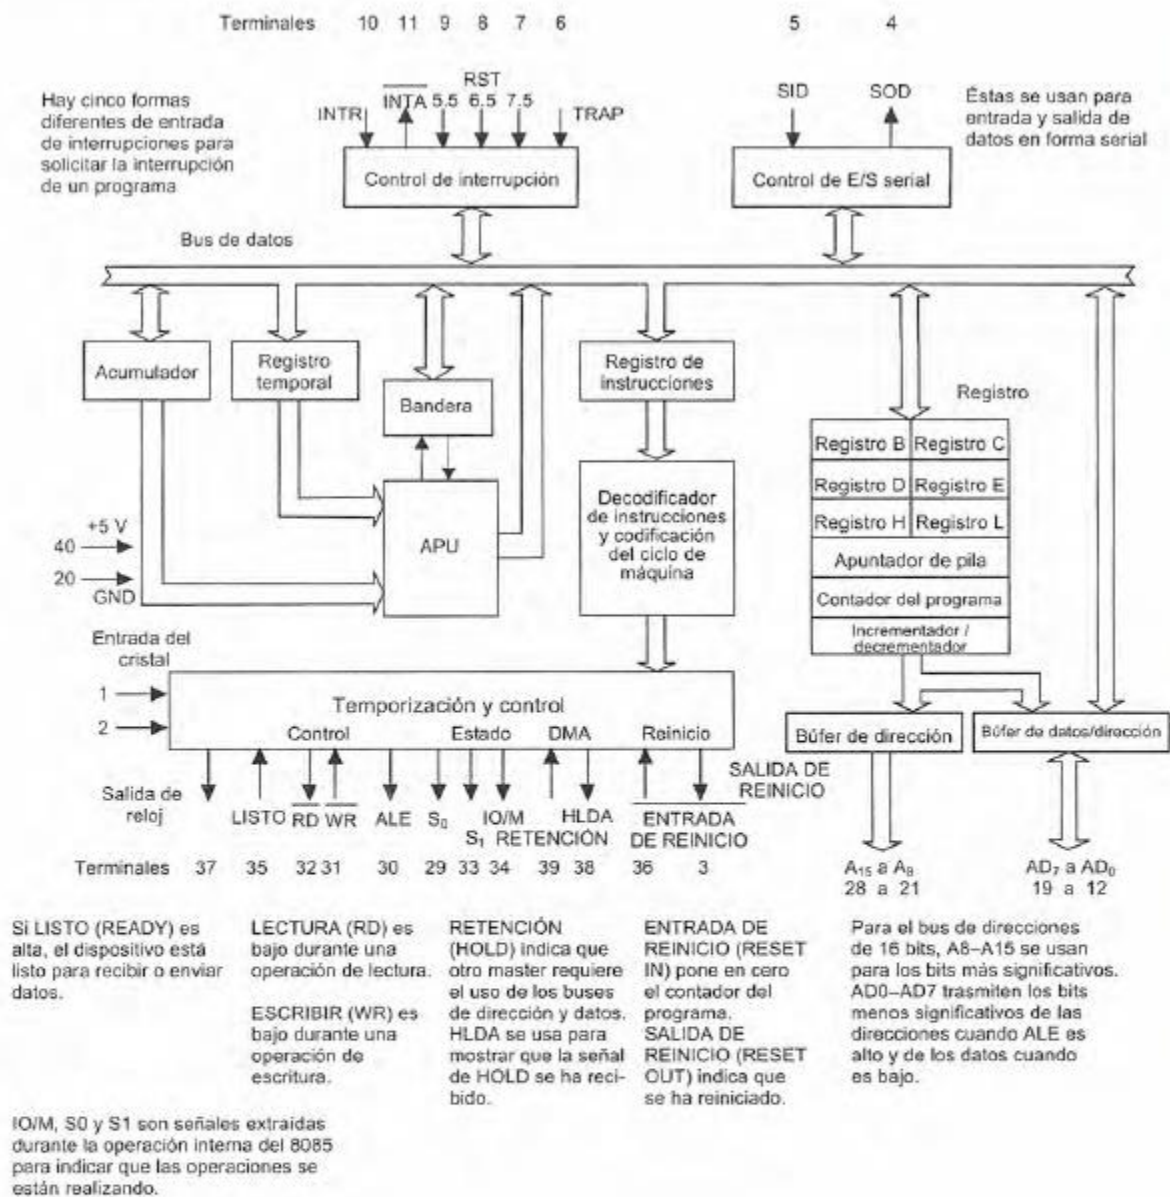 Terminales 10 11 9 8 7 6 5 4
Hay cinco formas
diferentes de entrada
de interrupciones para
solicitar la interrupción
de un programa
RST
INTR INTA 5.5 6.5 7.5 TRAP
Control de interrupción
SID SOD
Control de E/S serial
Éstas se usan para
entrada y salida de
datos en forma serial
Bus de datos
Acumulador
Registro
temporal
Bandera
APU
Registro de
instrucciones
Decodificador
de instrucciones
y codificación
del ciclo de
máquina
Registro
Registro B Registro C
Registro D Registro E
Registro H Registro L
Apuntador de pila
Contador del programa
Incrementador /
decrementador
+5 V
40
20
GND
Entrada del
cristal
1
2
Temporización y control
Control Estado DMA Reinicio
Búfer de dirección
Búfer de datos/dirección
Salida de
reloj
LISTO RD WR ALE S0 S1 IO/M RETENCIÓN HLDA
ENTRADA
DE REINICIO
SALIDA DE
REINICIO
Terminales 37 35 32 31 30 29 33 34 39 38 36 3
A15 a A8
28 a 21
AD7 a AD0
19 a 12
Si LISTO (READY) es
alta, el dispositivo está
listo para recibir o enviar
datos.
LECTURA (RD) es
bajo durante una
operación de lectura.
ESCRIBIR (WR) es
bajo durante una
operación de
escritura.
RETENCIÓN
(HOLD) indica que
otro master requiere
el uso de los buses
de dirección y datos.
HLDA se usa para
mostrar que la señal
de HOLD se ha reci-
bido.
ENTRADA DE
REINICIO (RESET
IN) pone en cero
el contador del
programa.
SALIDA DE
REINICIO (RESET
OUT) indica que
se ha reiniciado.
Para el bus de direcciones
de 16 bits, A8–A15 se usan
para los bits más significativos.
AD0–AD7 trasmiten los bits
menos significativos de las
direcciones cuando ALE es
alto y de los datos cuando
es bajo.
IO/M, S0 y S1 son señales extraídas
durante la operación interna del 8085
para indicar que las operaciones se
están realizando.